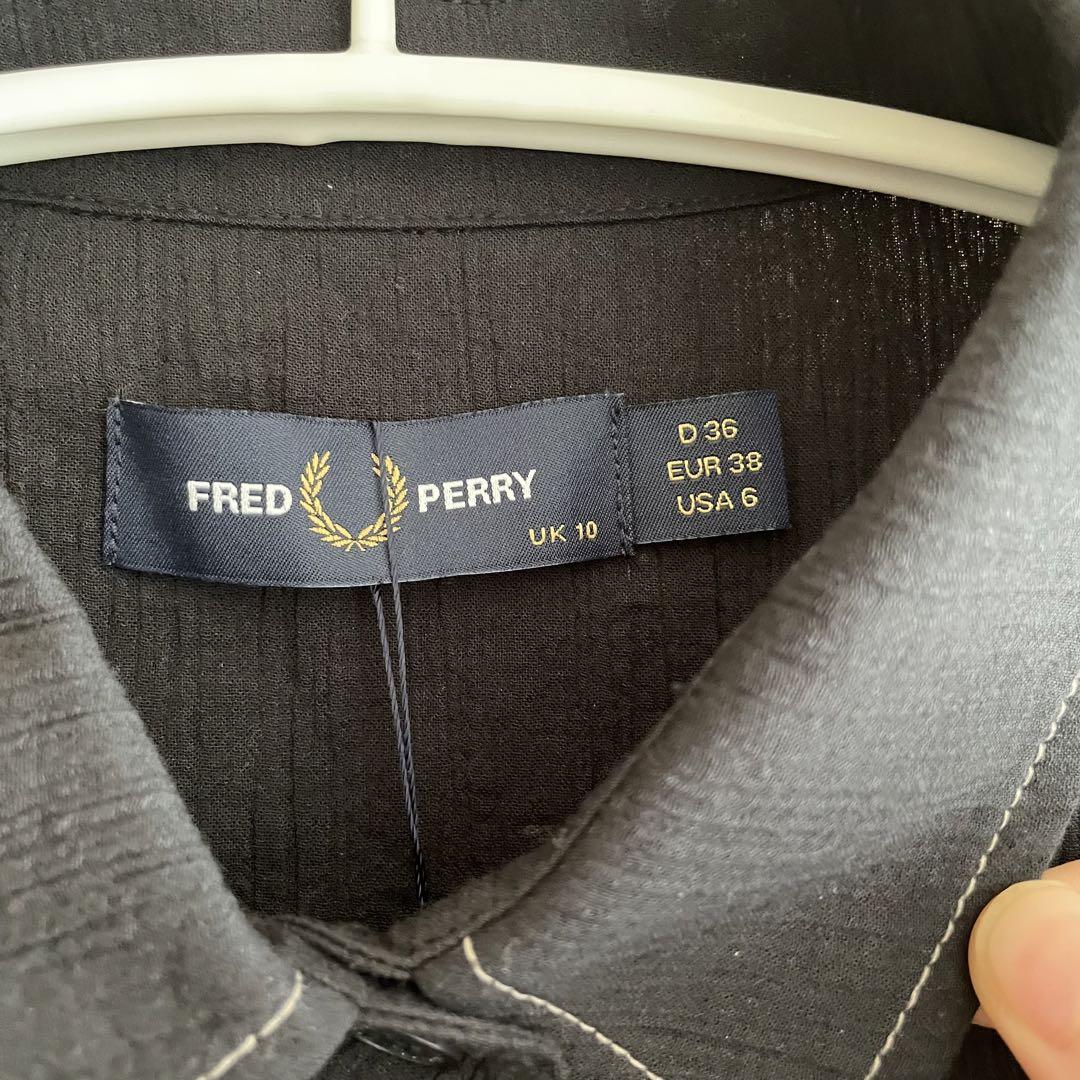 FRED PERRY
UK 10
D 36
EUR 38
USA 6